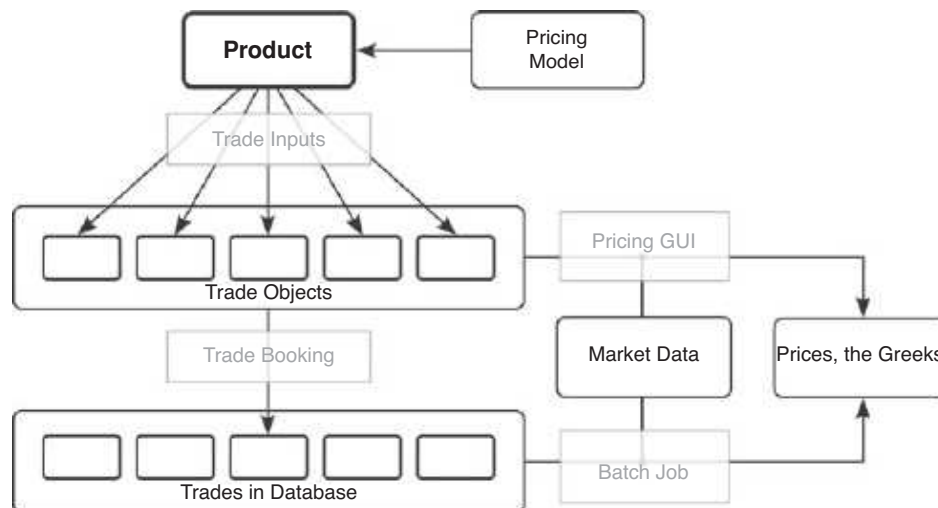 Product
Pricing
Model
Trade Inputs
Pricing GUI
Trade Objects
Trade Booking
Market Data
Prices, the Greeks
Batch Job
Trades in Database